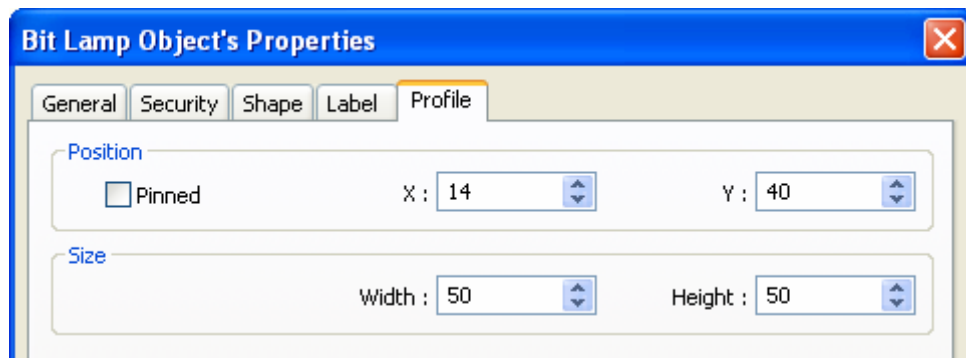 Bit Lamp Object's Properties
General Security Shape Label Profile
Position
Pinned X : 14 Y : 40
Size
Width : 50 Height : 50